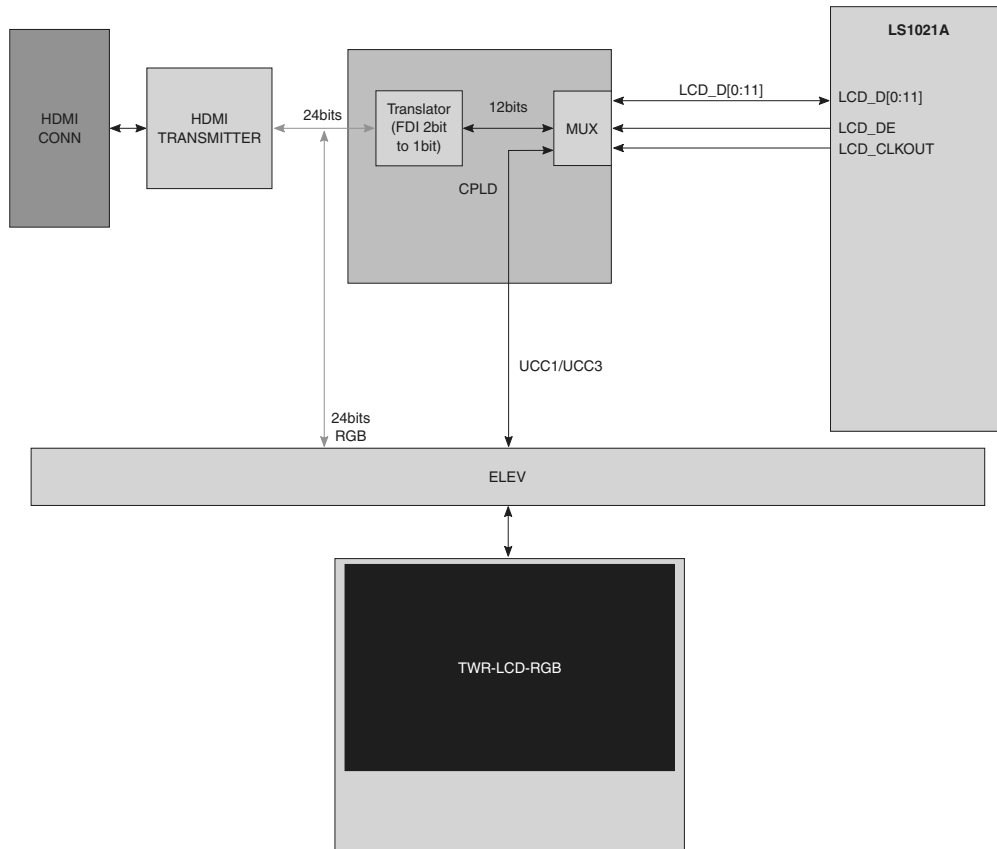 LS1021A
HDMI
CONN
HDMI
TRANSMITTER
24bits
Translator
(FDI 2bit
to 1bit)
12bits
MUX
CPLD
LCD_D[0:11]
LCD_D[0:11]
LCD_DE
LCD_CLKOUT
UCC1/UCC3
24bits
RGB
ELEV
TWR-LCD-RGB